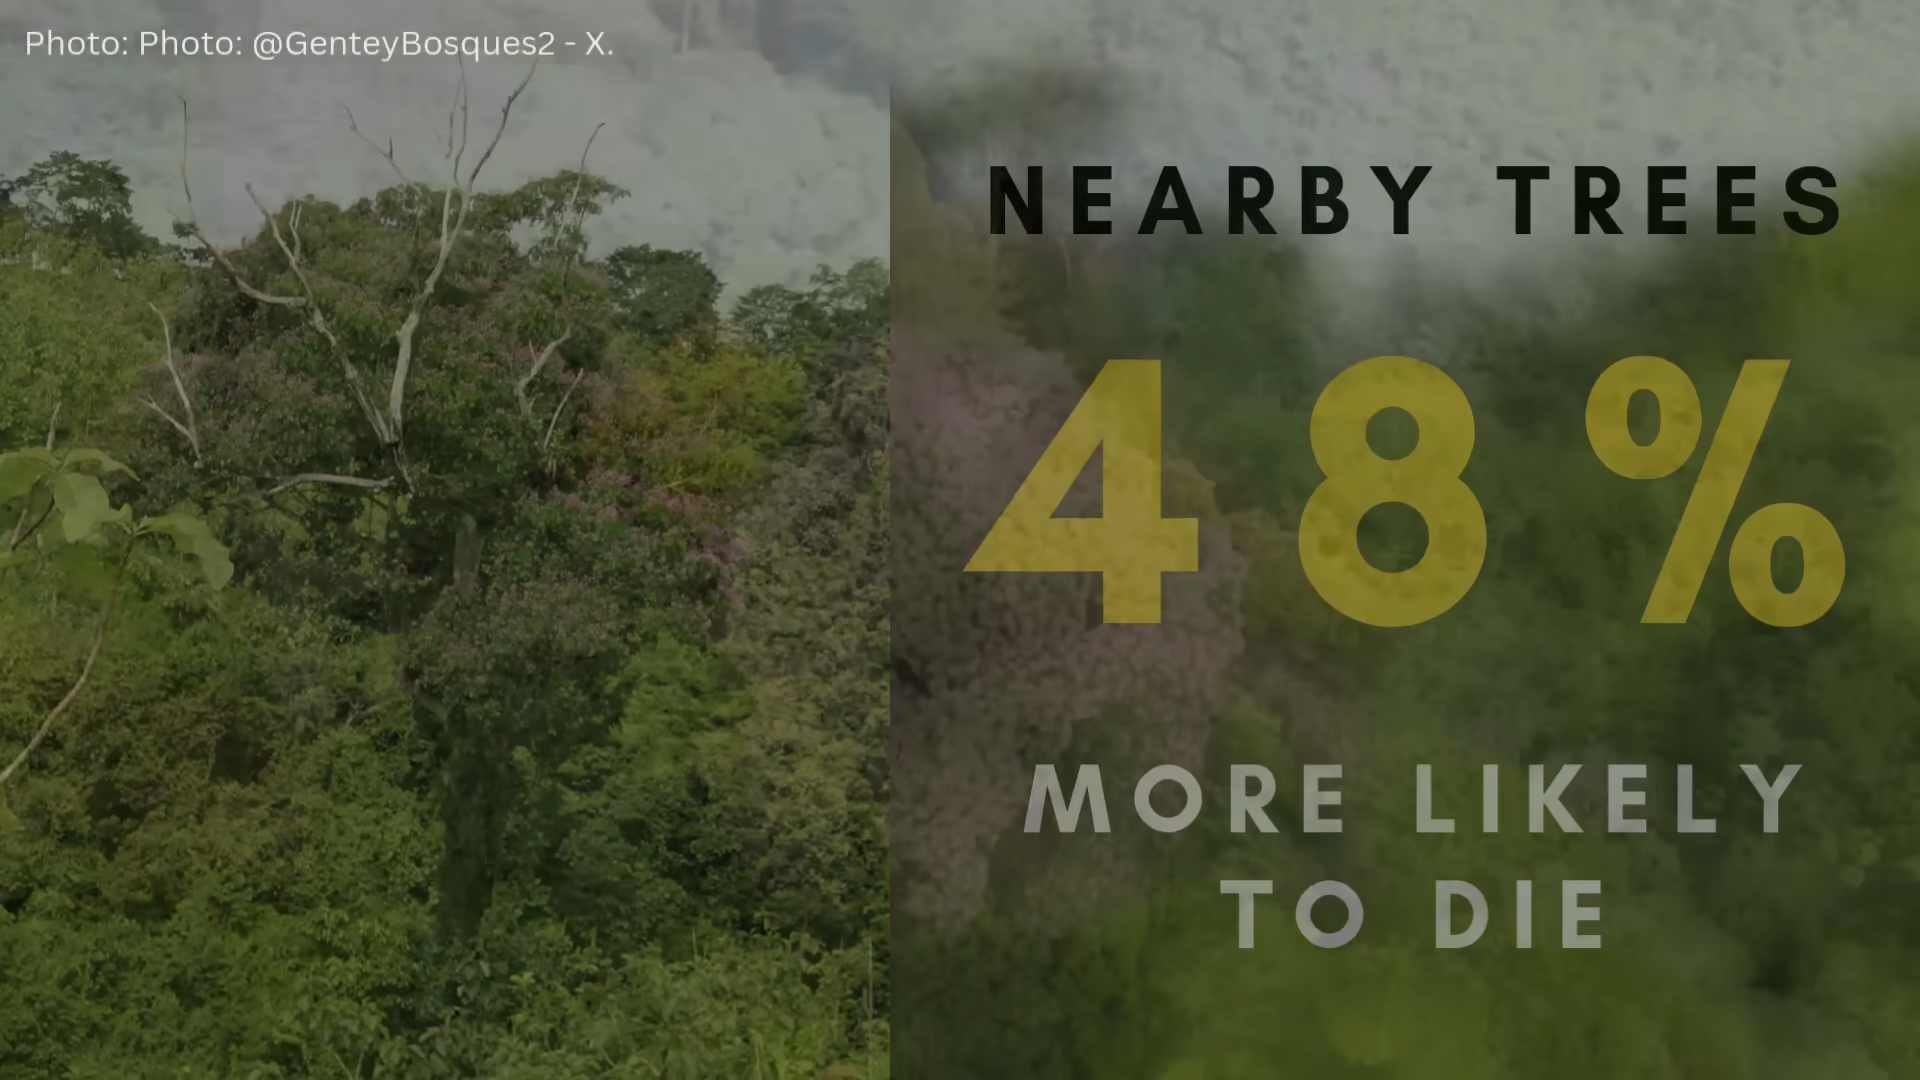 Photo: Photo: @GenteyBosques2 - X.
NEARBY TREES
48%
MORE LIKELY
TO DIE